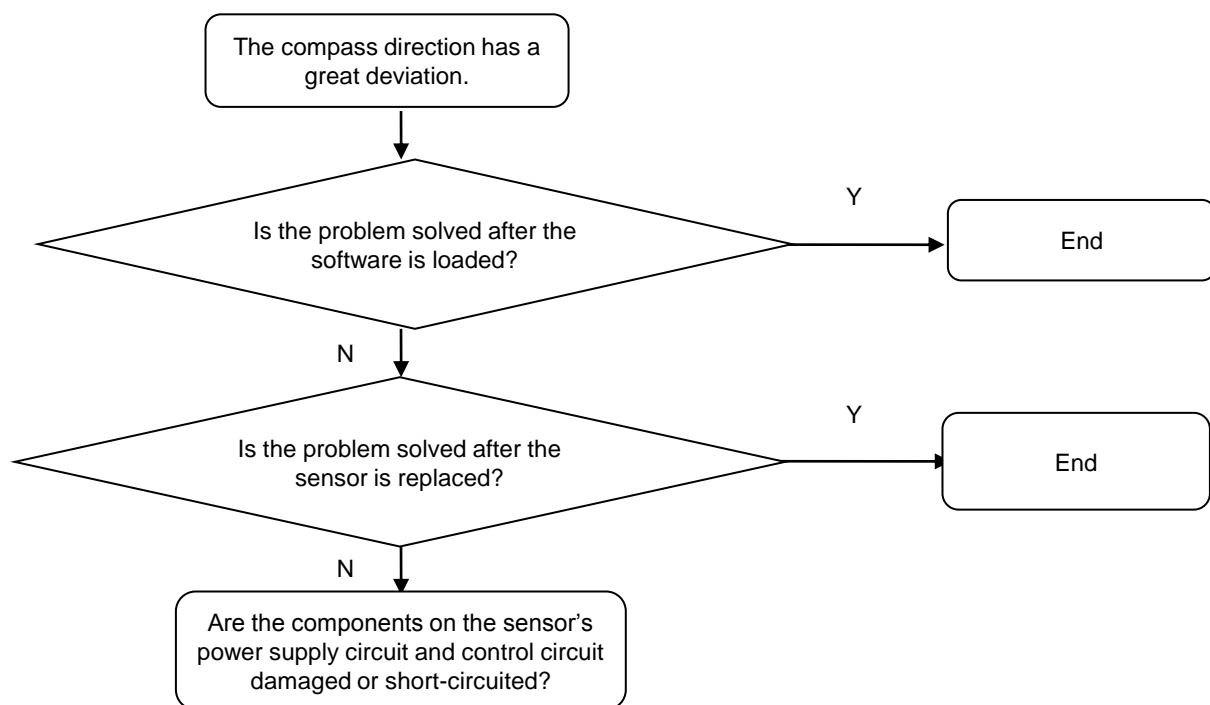 The compass direction has a
great deviation.
Y
Is the problem solved after the
software is loaded?
End
N
Y
Is the problem solved after the
sensor is replaced?
End
N
Are the components on the sensor’s
power supply circuit and control circuit
damaged or short-circuited?